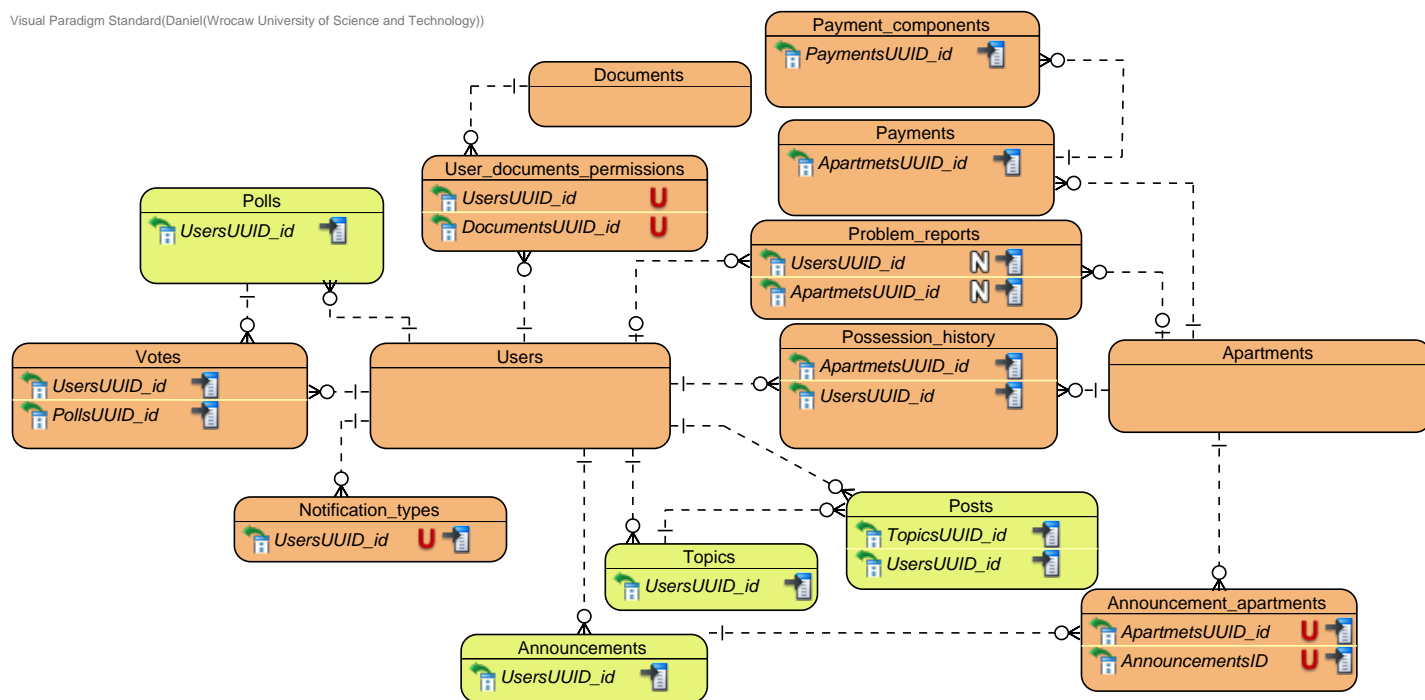 Visual Paradigm Standard(Daniel(Wrocaw University of Science and Technology))
Payment_components
PaymentsUUID_id
Documents
Payments
ApartmetsUUID_id
User_documents_permissions
UsersUUID_id
U
DocumentsUUID_id
U
Polls
UsersUUID_id
Problem_reports
UsersUUID_id
N
ApartmetsUUID_id
N
Votes
UsersUUID_id
PollsUUID_id
Users
Possession_history
ApartmetsUUID_id
UsersUUID_id
Apartments
Notification_types
UsersUUID_id
U
Posts
TopicsUUID_id
UsersUUID_id
Topics
UsersUUID_id
Announcement_apartments
ApartmetsUUID_id
U
AnnouncementsID
U
Announcements
UsersUUID_id